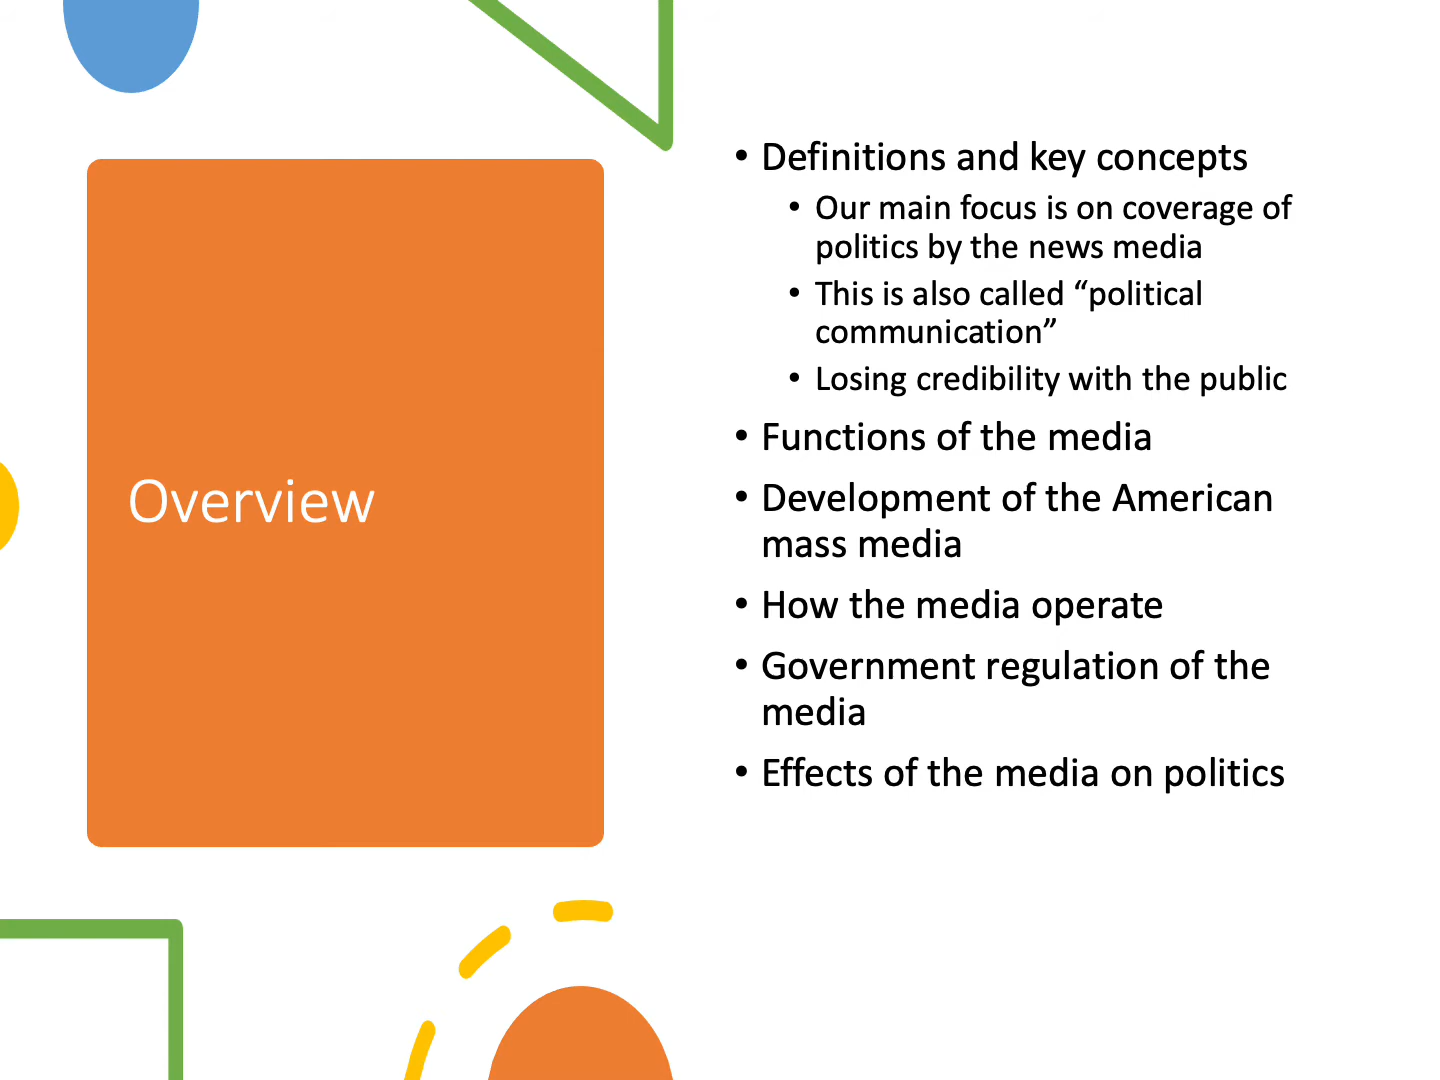 Overview
• Definitions and key concepts
• Our main focus is on coverage of
politics by the news media
• This is also called “political
communication”
• Losing credibility with the public
• Functions of the media
• Development of the American
mass media
• How the media operate
• Government regulation of the
media
• Effects of the media on politics